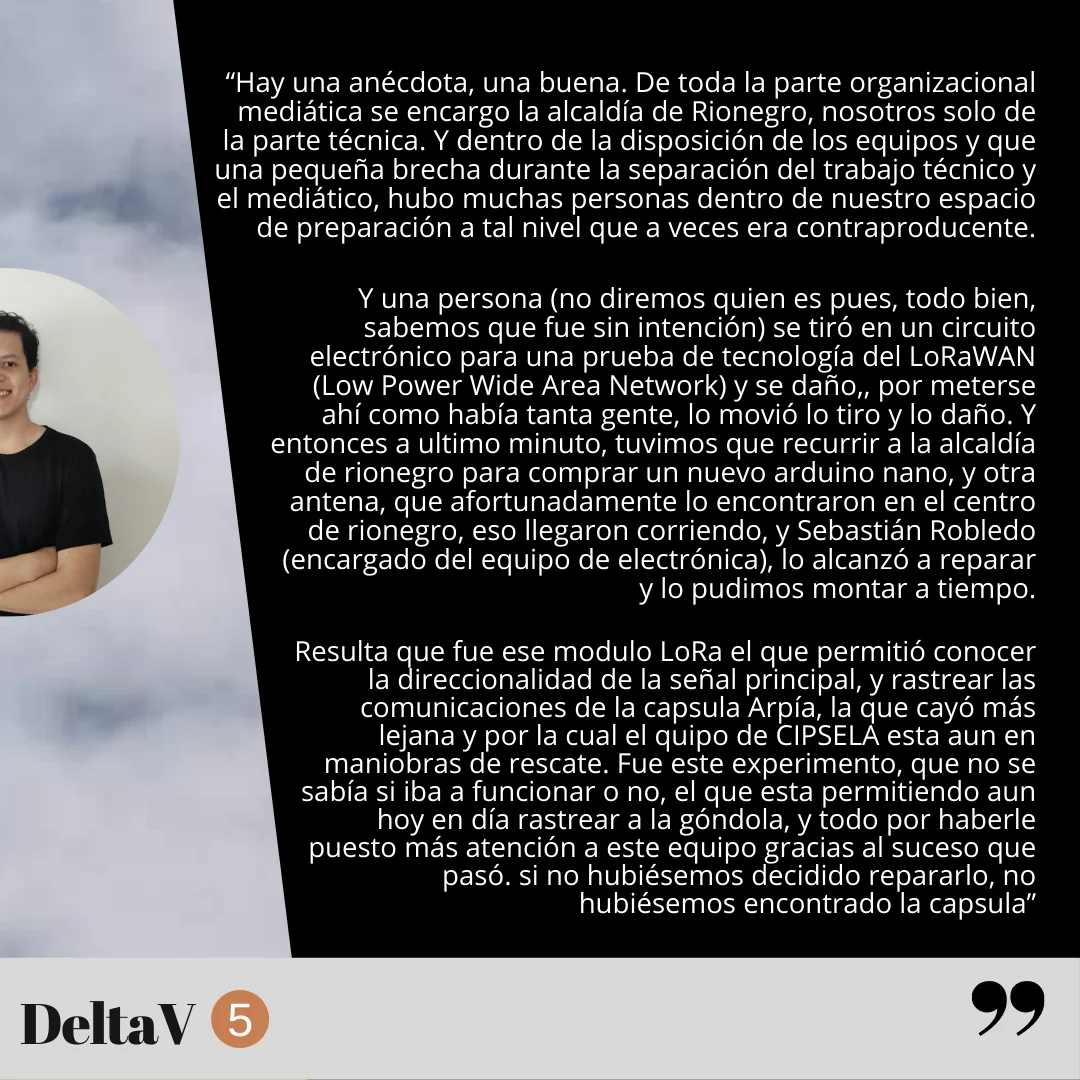 “Hay una anécdota, una buena. De toda la parte organizacional
mediática se encargo la alcaldía de Rionegro, nosotros solo de
la parte técnica. Y dentro de la disposición de los equipos y que
una pequeña brecha durante la separación del trabajo técnico y
el mediático, hubo muchas personas dentro de nuestro espacio
de preparación a tal nivel que a veces era contraproducente.
Y una persona (no diremos quien es pues, todo bien,
sabemos que fue sin intención) se tiró en un circuito
electrónico para una prueba de tecnología del LoRaWAN
(Low Power Wide Area Network) y se daño,, por meterse
ahí como había tanta gente, lo movió lo tiro y lo daño. Y
entonces a ultimo minuto, tuvimos que recurrir a la alcaldía
de rionegro para comprar un nuevo arduino nano, y otra
antena, que afortunadamente lo encontraron en el centro
de rionegro, eso llegaron corriendo, y Sebastián Robledo
(encargado del equipo de electrónica), lo alcanzó a reparar
y lo pudimos montar a tiempo.
Resulta que fue ese modulo LoRa el que permitió conocer
la direccionalidad de la señal principal, y rastrear las
comunicaciones de la capsula Arpía, la que cayó más
lejana y por la cual el quipo de CIPSELA esta aun en
maniobras de rescate. Fue este experimento, que no se
sabía si iba a funcionar o no, el que esta permitiendo aun
hoy en día rastrear a la góndola, y todo por haberle
puesto más atención a este equipo gracias al suceso que
pasó. si no hubiésemos decidido repararlo, no
hubiésemos encontrado la capsula”
DeltaV 5 ”